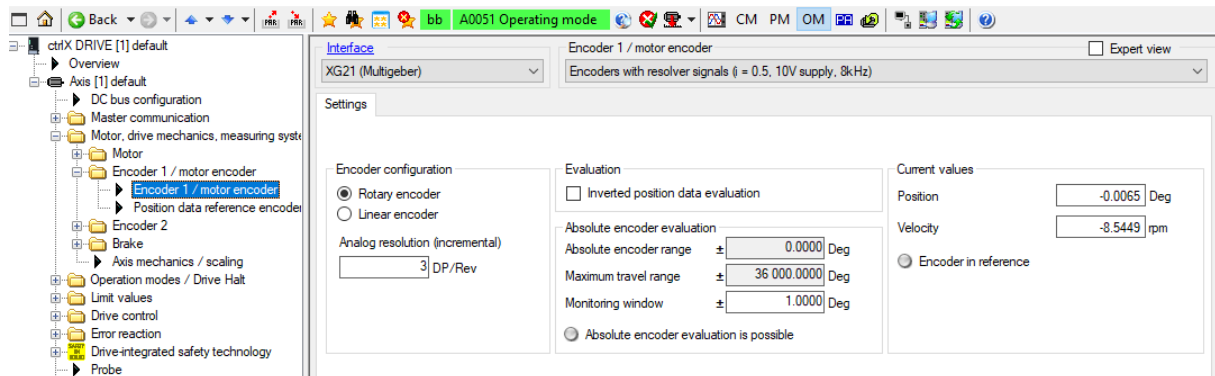 Back bb A0051 Operating mode CM PM OM PAR
ctrlX DRIVE [1] default
Overview
Axis [1] default
DC bus configuration
Master communication
Motor, drive mechanics, measuring syste
Motor
Encoder 1 / motor encoder
Encoder 1 / motor encoder
Position data reference encoder
Encoder 2
Brake
Axis mechanics / scaling
Operation modes / Drive Halt
Limit values
Drive control
Error reaction
Drive-integrated safety technology
Probe
Interface
XG21 (Multigeber)
Encoder 1 / motor encoder
Expert view
Encoders with resolver signals (i = 0.5, 10V supply, 8kHz)
Settings
Encoder configuration
Rotary encoder
Linear encoder
Analog resolution (incremental)
3 DP/Rev
Evaluation
Inverted position data evaluation
Absolute encoder evaluation
Absolute encoder range ± 0.0000 Deg
Maximum travel range ± 36 000.0000 Deg
Monitoring window ± 1.0000 Deg
Absolute encoder evaluation is possible
Current values
Position -0.0065 Deg
Velocity -8.5449 rpm
Encoder in reference